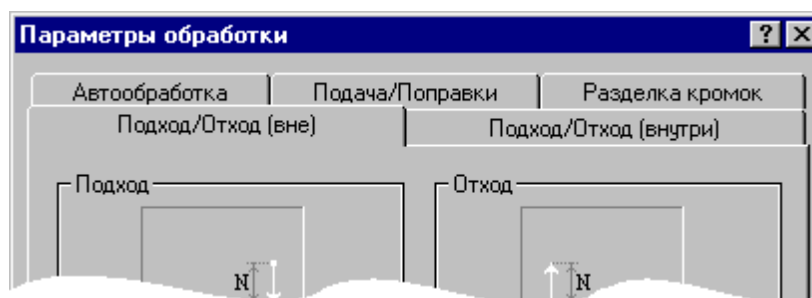 Параметры обработки
Автообработка Подача/Поправки Разделка кромок
Подход/Отход (вне) Подход/Отход (внутри)
Подход Отход
N N